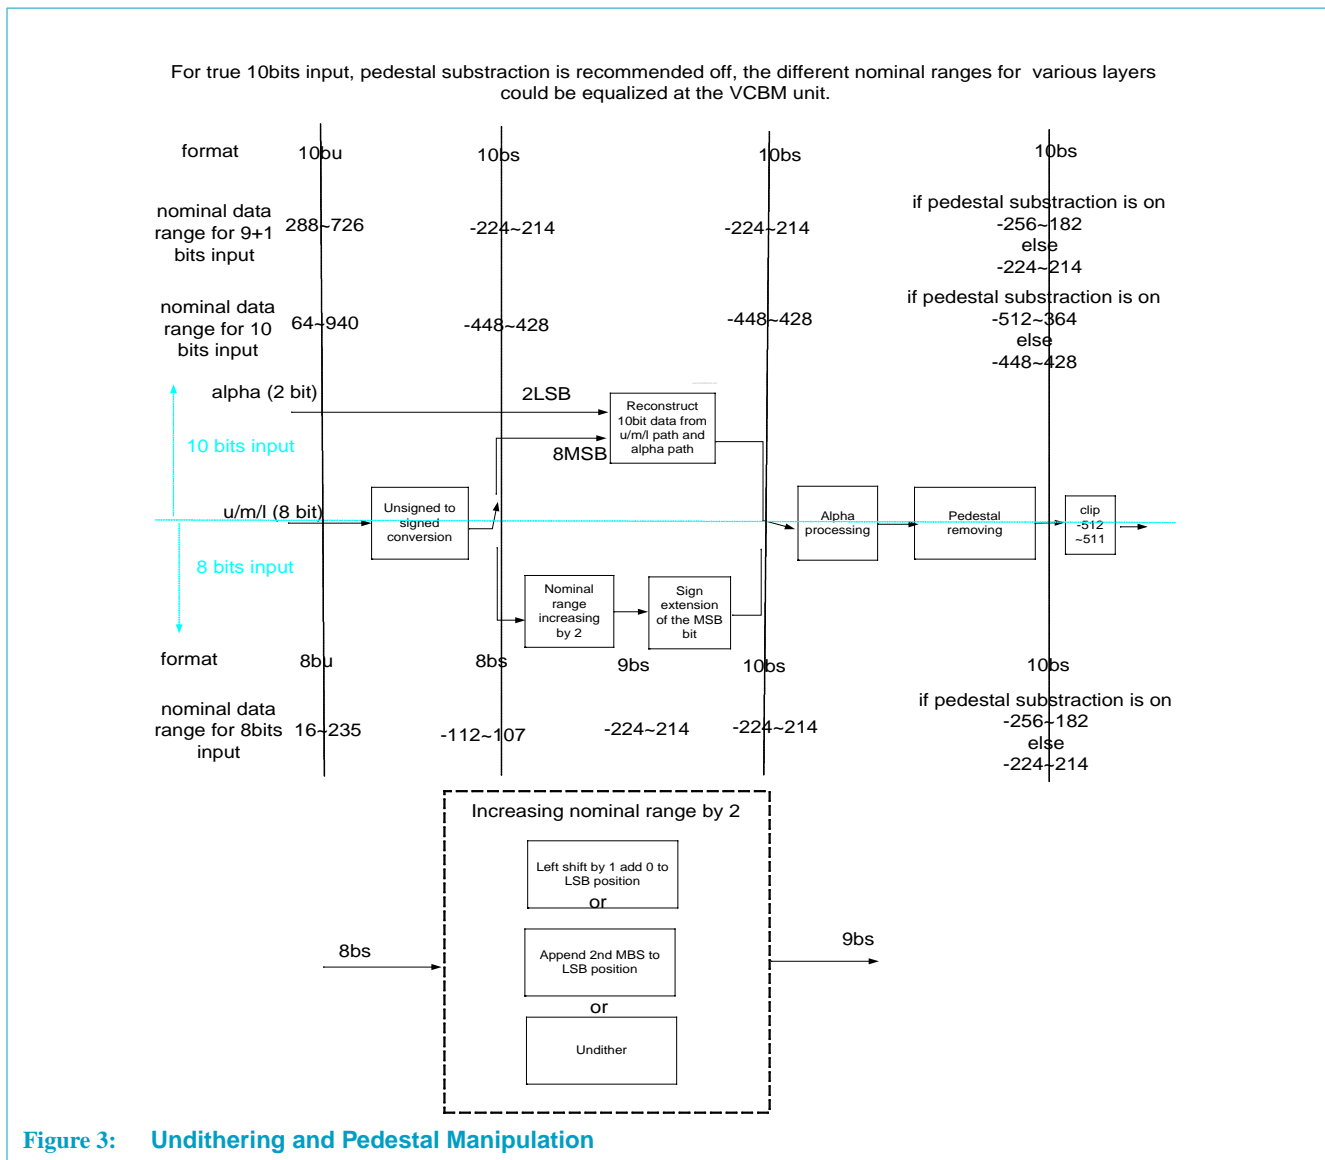 For true 10bits input, pedestal substraction is recommended off, the different nominal ranges for various layers
could be equalized at the VCBM unit.
format
10bu
10bs
10bs
10bs
nominal data
range for 9+1
bits input
288~726
-224~214
-224~214
if pedestal substraction is on
-256~182
else
-224~214
nominal data
range for 10
bits input
64~940
-448~428
-448~428
if pedestal substraction is on
-512~364
else
-448~428
alpha (2 bit)
2LSB
10 bits input
8MSB
Reconstruct
10bit data from
u/m/l path and
alpha path
u/m/l (8 bit)
Unsigned to
signed
conversion
Alpha
processing
Pedestal
removing
clip
-512
~511
8 bits input
Nominal
range
increasing
by 2
Sign
extension
of the MSB
bit
format
8bu
8bs
9bs
10bs
10bs
nominal data
range for 8bits
input
16~235
-112~107
-224~214
-224~214
if pedestal substraction is on
-256~182
else
-224~214
Increasing nominal range by 2
Left shift by 1 add 0 to
LSB position
or
8bs
Append 2nd MBS to
LSB position
9bs
or
Undither
Figure 3: Undithering and Pedestal Manipulation